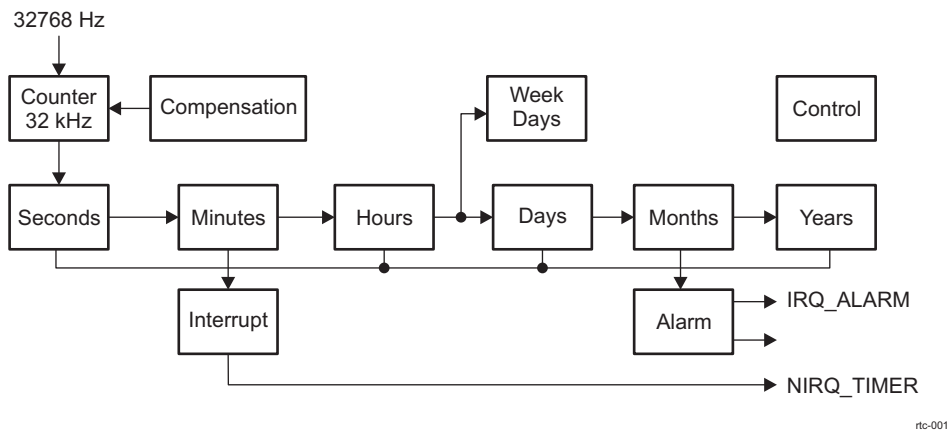 32768 Hz
Counter
32 kHz
Compensation
Week
Days
Control
Seconds
Minutes
Hours
Days
Months
Years
Interrupt
Alarm
IRQ_ALARM
NIRQ_TIMER
rtc-001